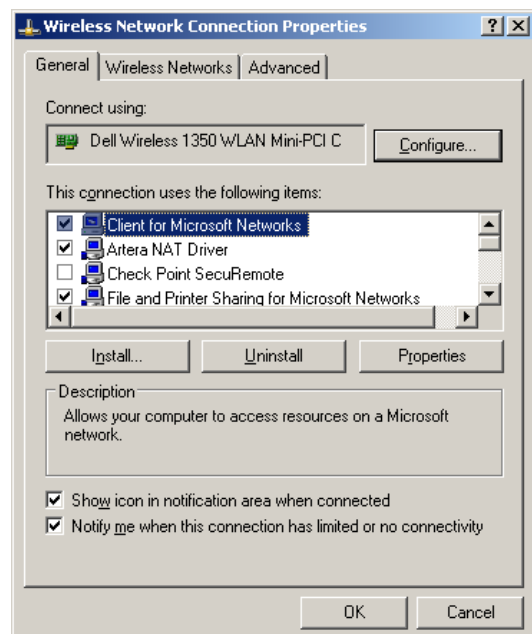 Wireless Network Connection Properties
General Wireless Networks Advanced
Connect using:
Dell Wireless 1350 WLAN Mini-PCI C Configure...
This connection uses the following items:
Client for Microsoft Networks
Artera NAT Driver
Check Point SecuRemote
File and Printer Sharing for Microsoft Networks
Install... Uninstall Properties
Description
Allows your computer to access resources on a Microsoft
network.
Show icon in notification area when connected
Notify me when this connection has limited or no connectivity
OK Cancel